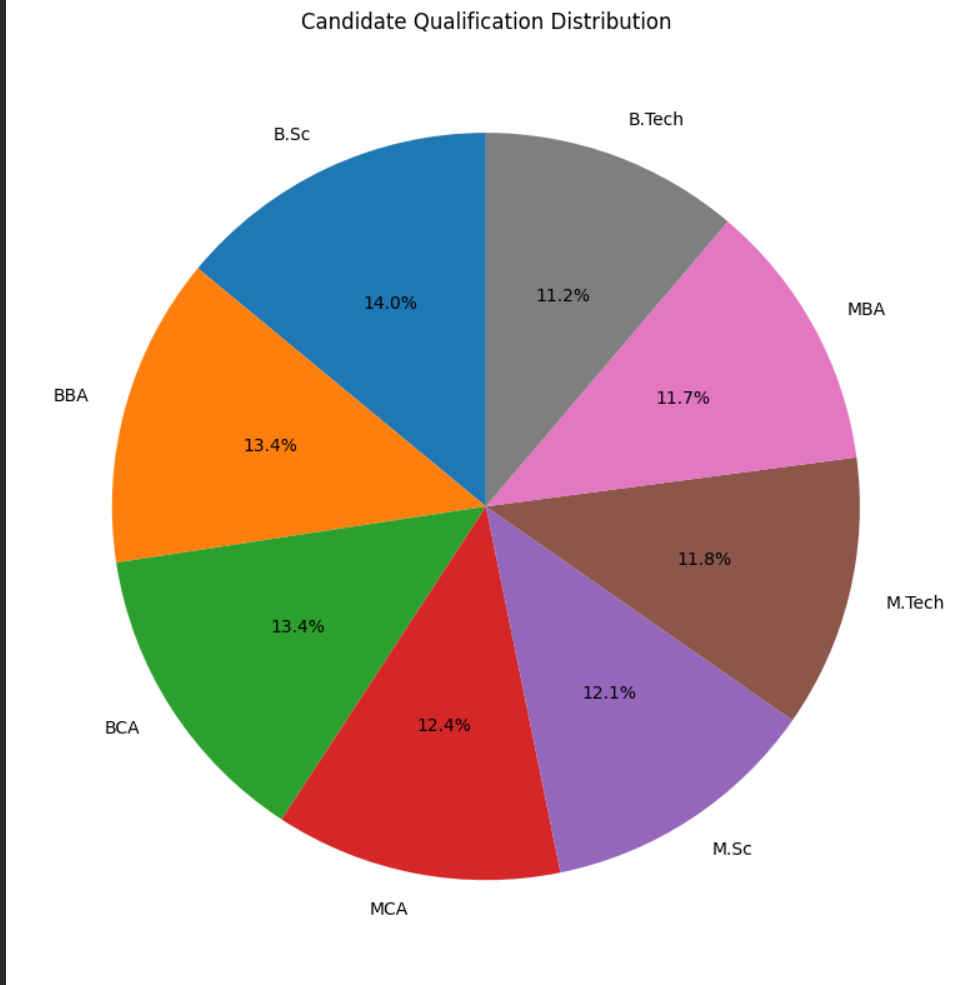 Candidate Qualification Distribution
B.Sc
14.0%
BBA
13.4%
BCA
13.4%
MCA
12.4%
M.Sc
12.1%
M.Tech
11.8%
MBA
11.7%
B.Tech
11.2%